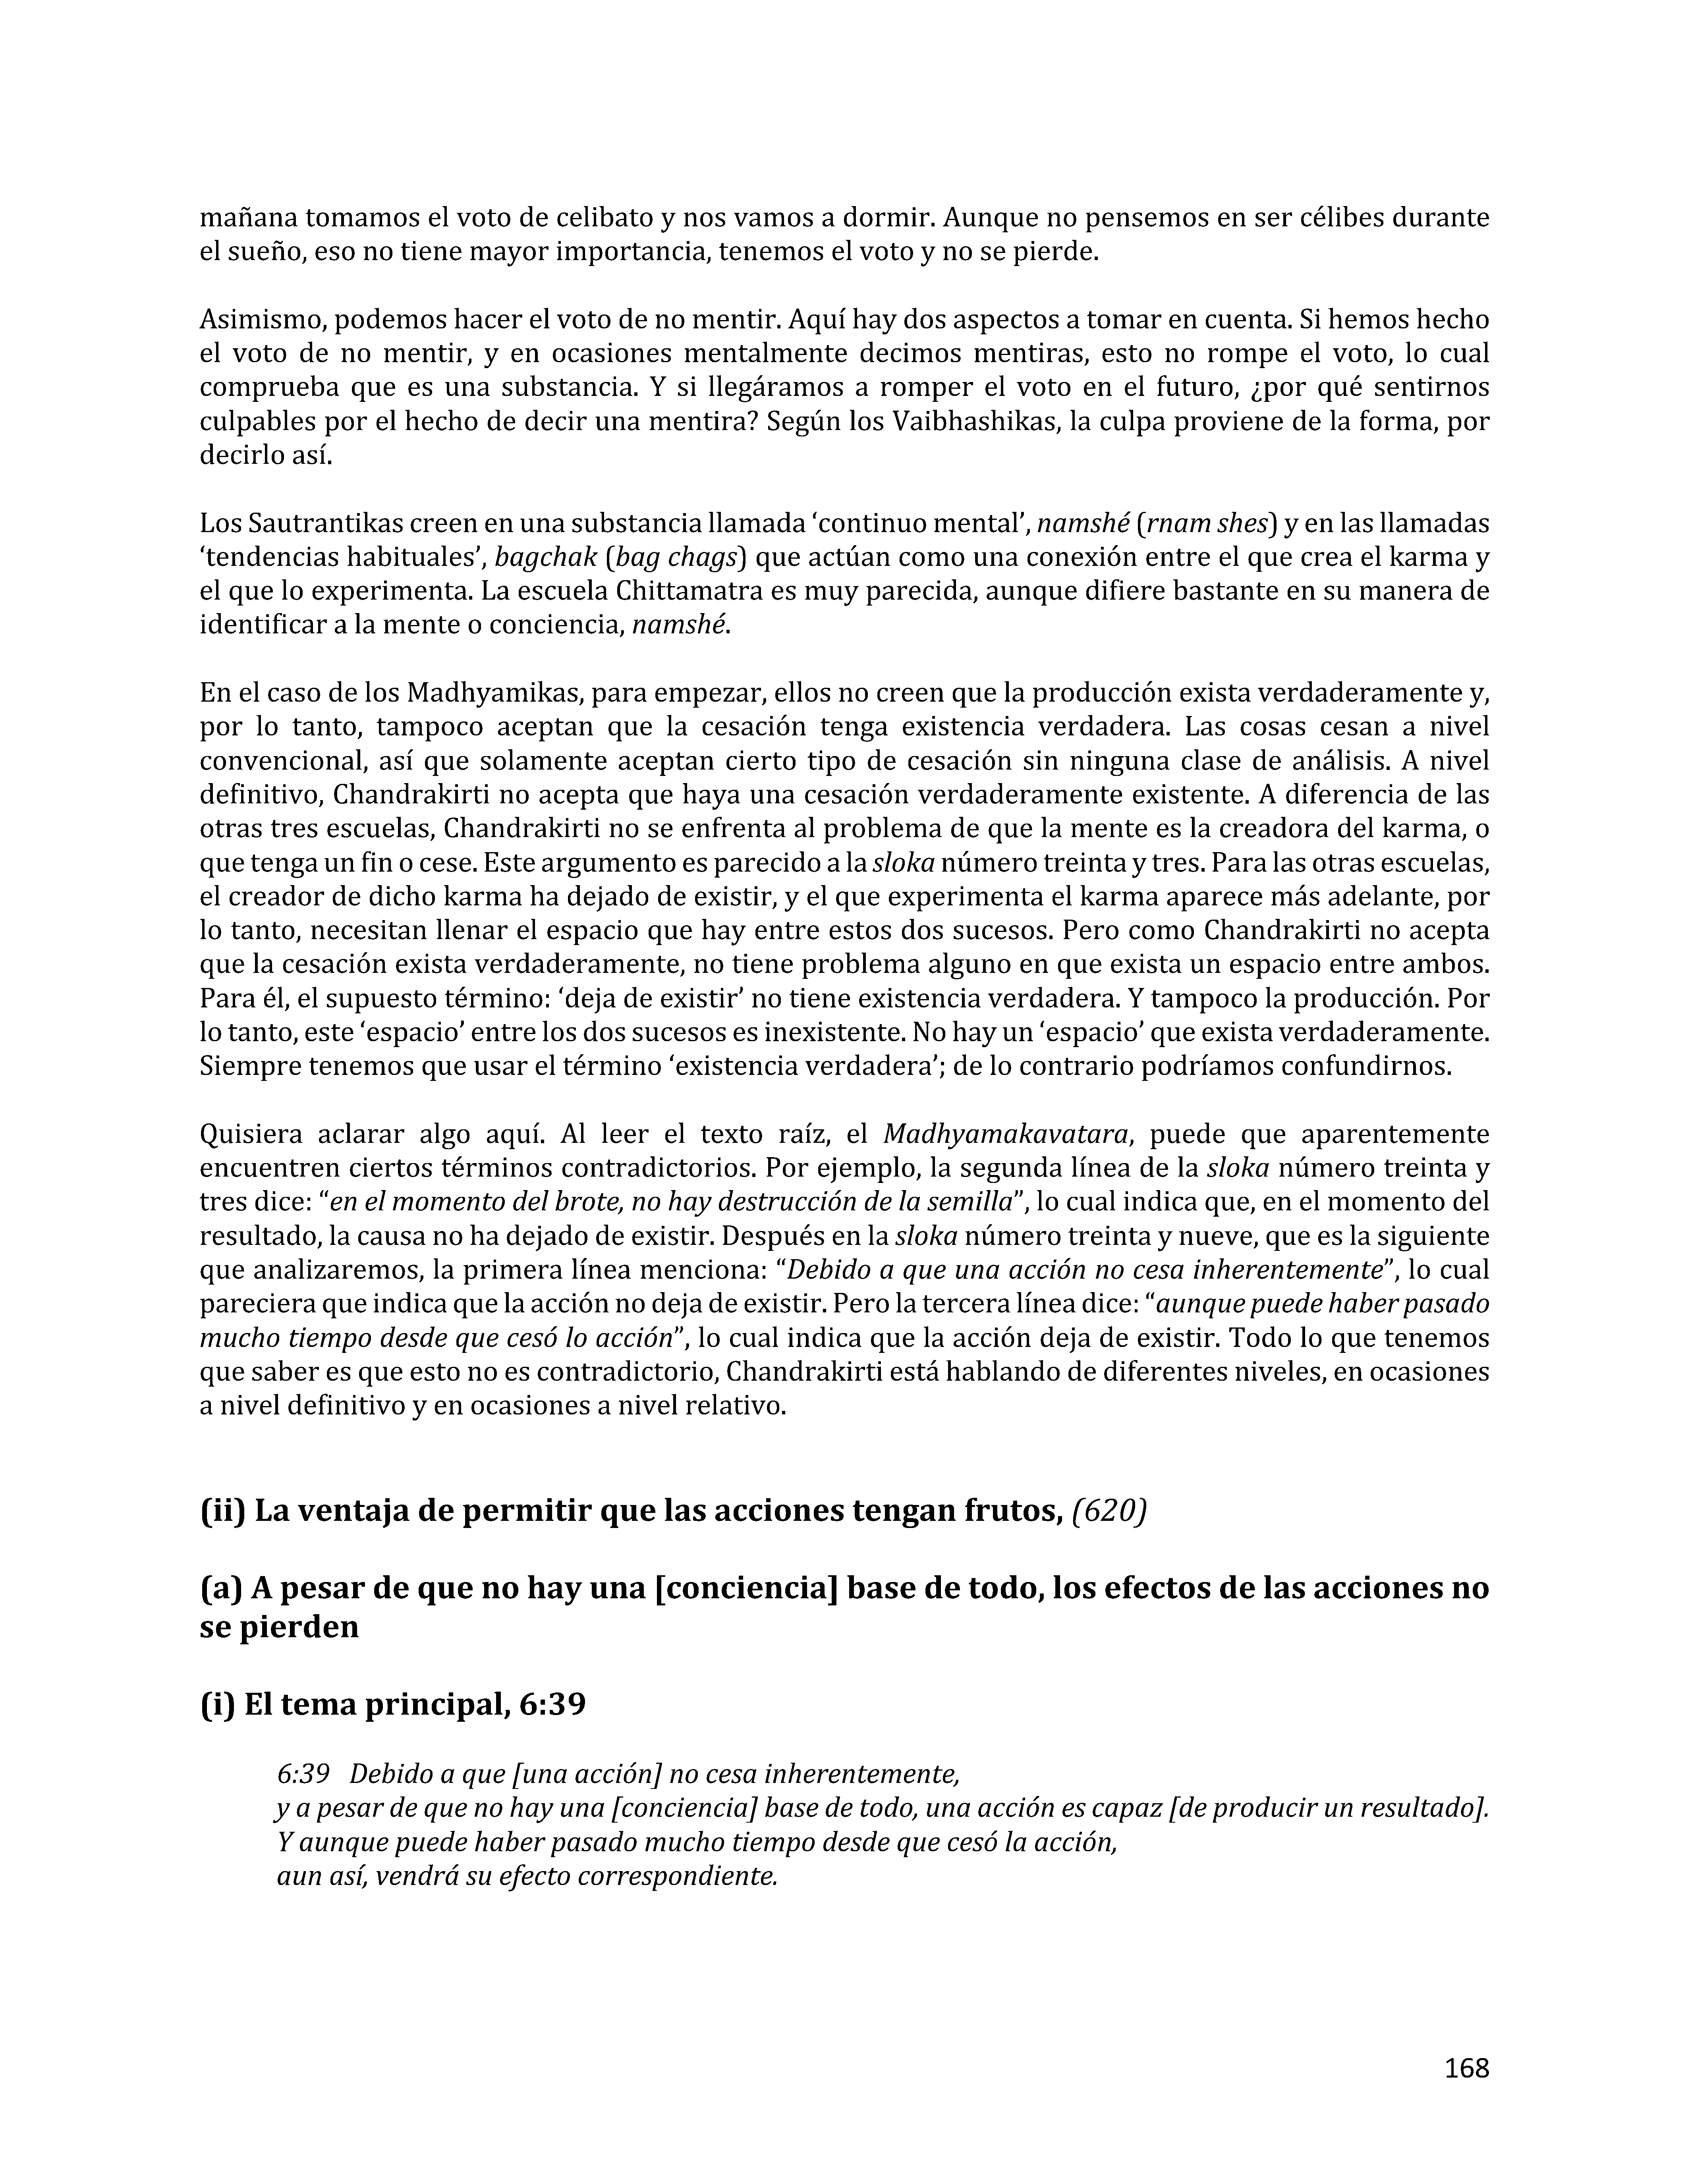 mañana tomamos el voto de celibato y nos vamos a dormir. Aunque no pensemos en ser célibes durante
el sueño, eso no tiene mayor importancia, tenemos el voto y no se pierde.
Asimismo, podemos hacer el voto de no mentir. Aquí hay dos aspectos a tomar en cuenta. Si hemos hecho
el voto de no mentir, y en ocasiones mentalmente decimos mentiras, esto no rompe el voto, lo cual
comprueba que es una substancia. Y si llegáramos a romper el voto en el futuro, ¿por qué sentirnos
culpables por el hecho de decir una mentira? Según los Vaibhashikas, la culpa proviene de la forma, por
decirlo así.
Los Sautrantikas creen en una substancia llamada ‘continuo mental’, namshé (rnam shes) y en las llamadas
‘tendencias habituales’, bagchak (bag chags) que actúan como una conexión entre el que crea el karma y
el que lo experimenta. La escuela Chittamatra es muy parecida, aunque difiere bastante en su manera de
identificar a la mente o conciencia, namshé.
En el caso de los Madhyamikas, para empezar, ellos no creen que la producción exista verdaderamente y,
por lo tanto, tampoco aceptan que la cesación tenga existencia verdadera. Las cosas cesan a nivel
convencional, así que solamente aceptan cierto tipo de cesación sin ninguna clase de análisis. A nivel
definitivo, Chandrakirti no acepta que haya una cesación verdaderamente existente. A diferencia de las
otras tres escuelas, Chandrakirti no se enfrenta al problema de que la mente es la creadora del karma, o
que tenga un fin o cese. Este argumento es parecido a la sloka número treinta y tres. Para las otras escuelas,
el creador de dicho karma ha dejado de existir, y el que experimenta el karma aparece más adelante, por
lo tanto, necesitan llenar el espacio que hay entre estos dos sucesos. Pero como Chandrakirti no acepta
que la cesación exista verdaderamente, no tiene problema alguno en que exista un espacio entre ambos.
Para él, el supuesto término: ‘deja de existir’ no tiene existencia verdadera. Y tampoco la producción. Por
lo tanto, este ‘espacio’ entre los dos sucesos es inexistente. No hay un ‘espacio’ que exista verdaderamente.
Siempre tenemos que usar el término ‘existencia verdadera’; de lo contrario podríamos confundirnos.
Quisiera aclarar algo aquí. Al leer el texto raíz, el Madhyamakavatara, puede que aparentemente
encuentren ciertos términos contradictorios. Por ejemplo, la segunda línea de la sloka número treinta y
tres dice: “en el momento del brote, no hay destrucción de la semilla”, lo cual indica que, en el momento del
resultado, la causa no ha dejado de existir. Después en la sloka número treinta y nueve, que es la siguiente
que analizaremos, la primera línea menciona: “Debido a que una acción no cesa inherentemente”, lo cual
pareciera que indica que la acción no deja de existir. Pero la tercera línea dice: “aunque puede haber pasado
mucho tiempo desde que cesó lo acción”, lo cual indica que la acción deja de existir. Todo lo que tenemos
que saber es que esto no es contradictorio, Chandrakirti está hablando de diferentes niveles, en ocasiones
a nivel definitivo y en ocasiones a nivel relativo.
(ii) La ventaja de permitir que las acciones tengan frutos, (620)
(a) A pesar de que no hay una [conciencia] base de todo, los efectos de las acciones no
se pierden
(i) El tema principal, 6:39
6:39 Debido a que [una acción] no cesa inherentemente,
y a pesar de que no hay una [conciencia] base de todo, una acción es capaz [de producir un resultado].
Y aunque puede haber pasado mucho tiempo desde que cesó la acción,
aun así, vendrá su efecto correspondiente.
168